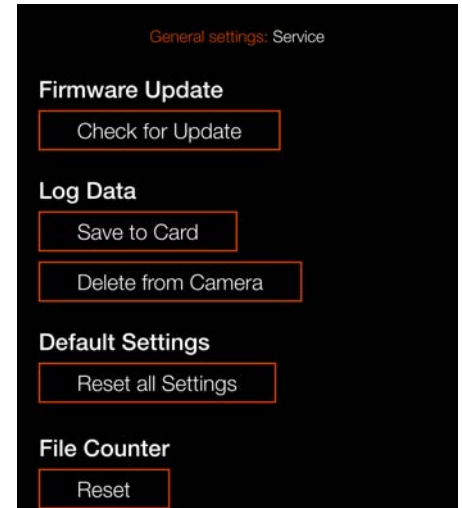 General settings: Service
Firmware Update
Check for Update
Log Data
Save to Card
Delete from Camera
Default Settings
Reset all Settings
File Counter
Reset